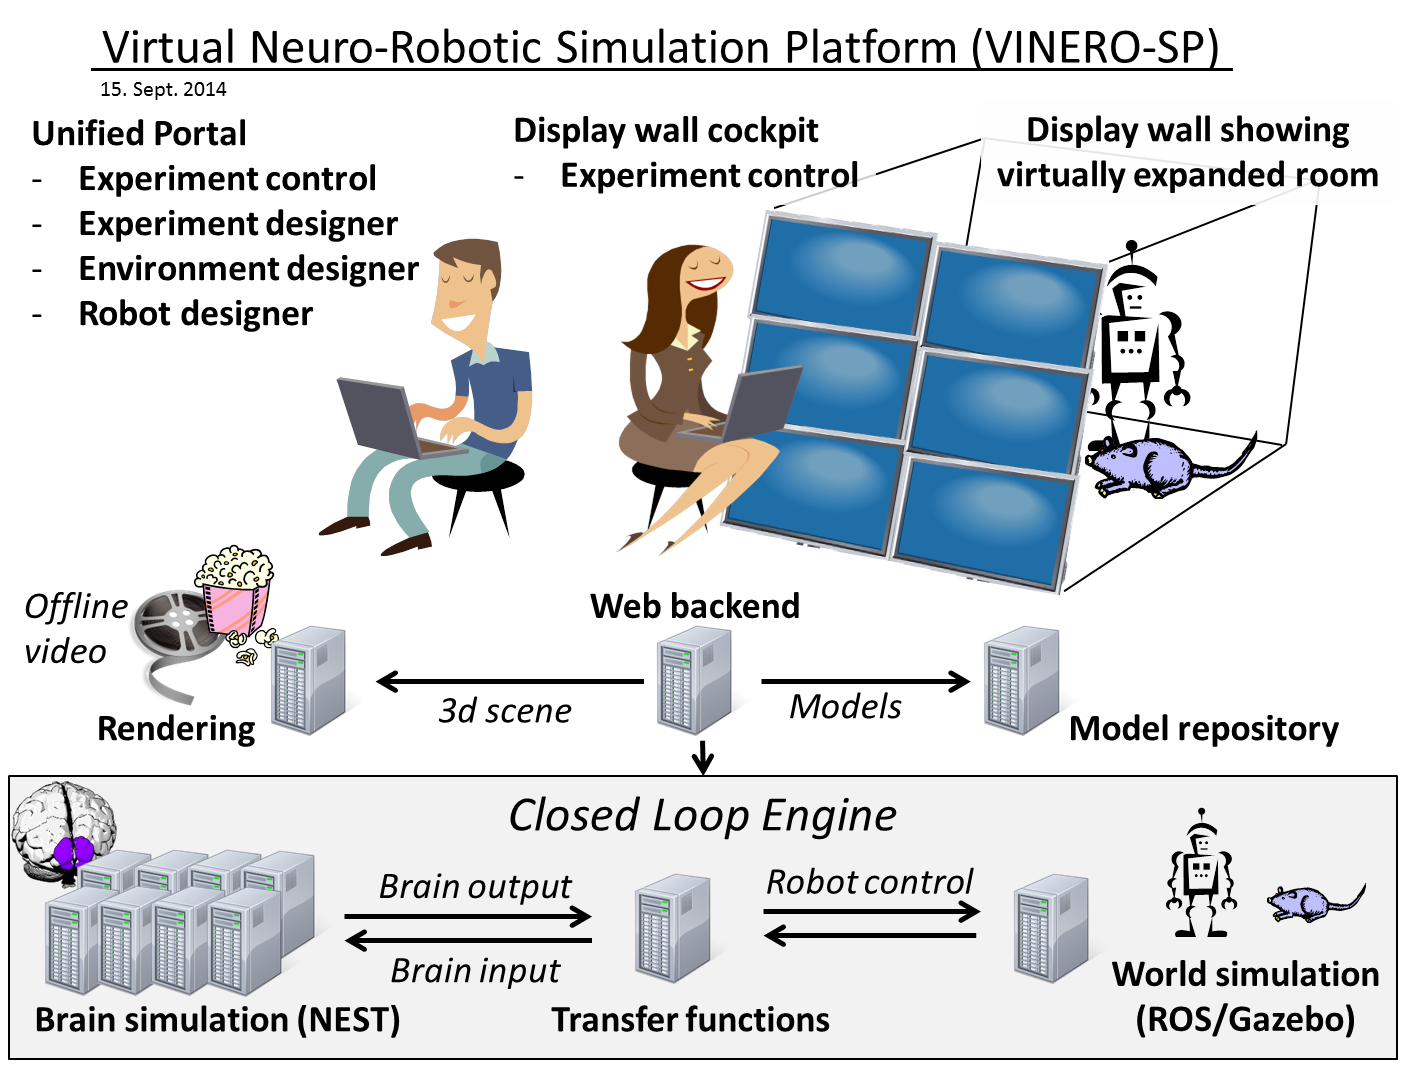 Virtual Neuro-Robotic Simulation Platform (VINERO-SP)
15. Sept. 2014
Unified Portal
- Experiment control
- Experiment designer
- Environment designer
- Robot designer
Display wall cockpit
- Experiment control
Display wall showing
virtually expanded room
Offline
video
Rendering
3d scene
Web backend
Models
Model repository
Closed Loop Engine
Brain output
Brain input
Robot control
Brain simulation (NEST)
Transfer functions
World simulation
(ROS/Gazebo)